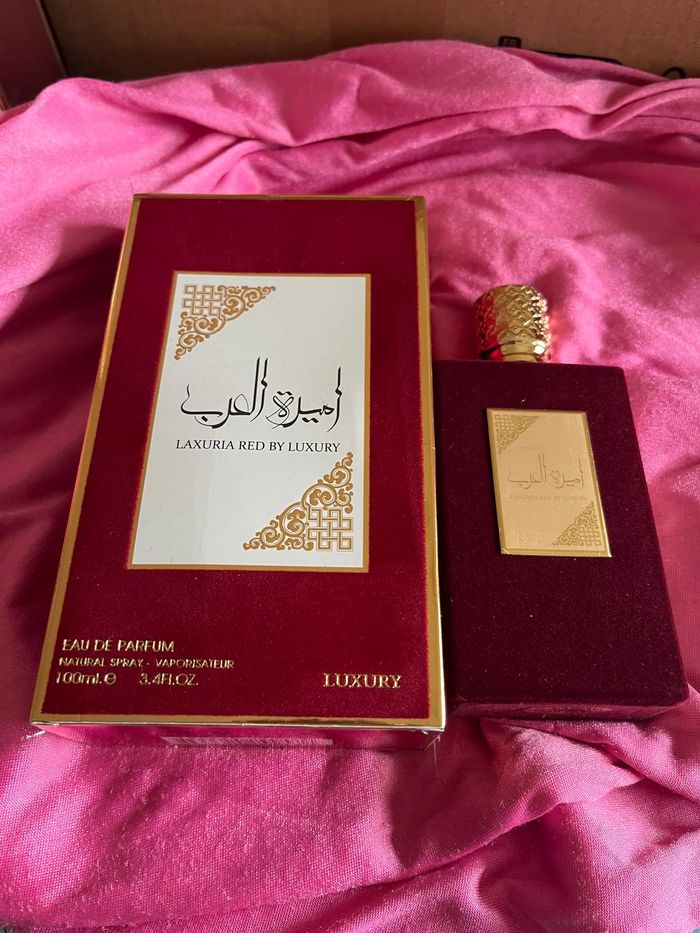 اميرة العرب
LAXURIA RED BY LUXURY
EAU DE PARFUM
NATURAL SPRAY - VAPORISATEUR
100ml.e 3.4Fl.OZ.
LUXURY
اميرة العرب
LAXURIA RED BY LUXURY